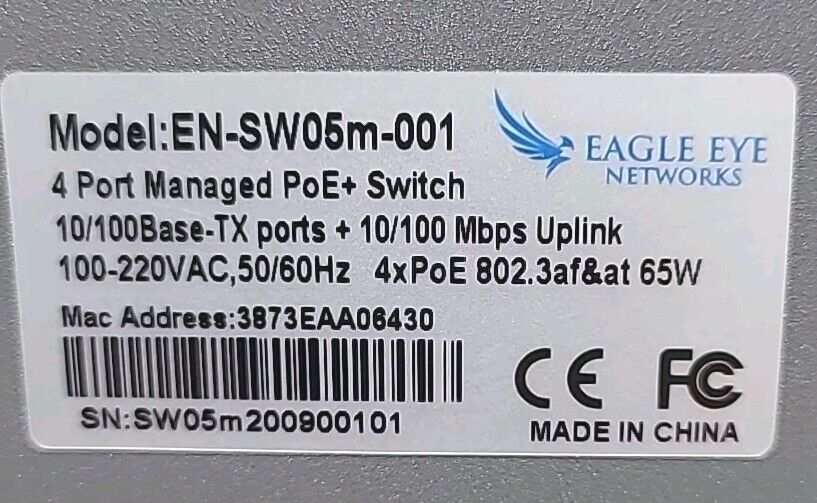 Model:EN-SW05m-001
EAGLE EYE
NETWORKS
4 Port Managed PoE+ Switch
10/100Base-TX ports + 10/100 Mbps Uplink
100-220VAC,50/60Hz 4xPoE 802.3af&at 65W
Mac Address:3873EAA06430
SN:SW05m200900101
CE FC
MADE IN CHINA